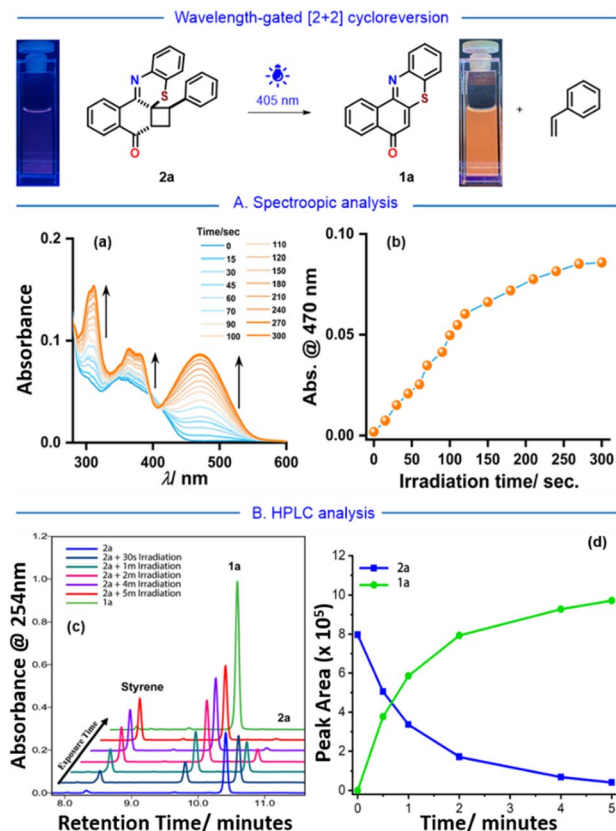 Wavelength-gated [2+2] cycloreversion
N
S
O
2a
405 nm
N
S
O
1a
+
A. Spectroopic analysis
(a)
Time/sec
0
15
30
45
60
70
90
100
110
120
150
180
210
240
270
300
0.2
0.1
0.0
Absorbance
300
400
500
600
λ/ nm
(b)
0.10
0.05
0.00
Abs. @ 470 nm
0
50
100
150
200
250
300
Irradiation time/ sec.
B. HPLC analysis
2a
2a + 30s Irradiation
2a + 1m Irradiation
2a + 2m Irradiation
2a + 4m Irradiation
2a + 5m Irradiation
1a
(c)
1a
Styrene
2a
Exposure Time
1.2
1.0
0.8
0.6
0.4
0.2
0.0
Absorbance @ 254nm
8.0
9.0
10.0
11.0
Retention Time/ minutes
(d)
2a
1a
12
10
8
6
4
2
0
Peak Area (x 10⁵)
0
1
2
3
4
5
Time/ minutes